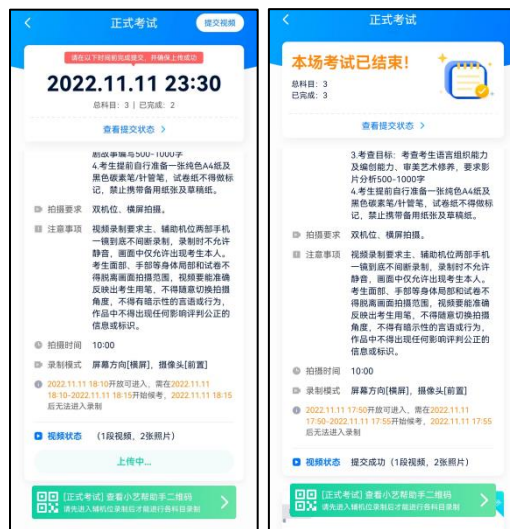 正式考试
提交视频
请在以下时间前完成提交，并确保上传成功
2022.11.11 23:30
总科目：3 | 已完成：2
查看提交状态 >
剧故事编写500-1000字
4.考生提前自行准备一张纯色A4纸及
黑色碳素笔/针管笔，试卷纸不得做标
记，禁止携带备用纸张及草稿纸。
拍摄要求 双机位、横屏拍摄。
注意事项 视频录制要求主、辅助机位两部手机
一镜到底不间断录制，录制时不允许
静音，画面中仅允许出现考生本人。
考生面部、手部等身体局部和试卷不
得脱离画面拍摄范围，视频要能准确
反映出考生用笔，不得随意切换拍摄
角度，不得有暗示性的言语或行为，
作品中不得出现任何影响评判公正的
信息或标识。
拍摄时间 10:00
录制模式 屏幕方向[横屏]，摄像头[前置]
2022.11.11 18:10开放可进入，需在2022.11.11
18:10-2022.11.11 18:15开始候考，2022.11.11 18:15
后无法进入录制
视频状态 （1段视频，2张照片）
上传中...
[正式考试] 查看小艺帮助手二维码
请先进入辅机位录制后才能进行各科目录制
正式考试
本场考试已结束！
总科目：3
已完成：3
查看提交状态 >
3.考查目标：考查考生语言组织能力
及编创能力、审美艺术修养，要求影
片分析500-1000字
4.考生提前自行准备一张纯色A4纸及
黑色碳素笔/针管笔，试卷纸不得做标
记，禁止携带备用纸张及草稿纸。
拍摄要求 双机位、横屏拍摄。
注意事项 视频录制要求主、辅助机位两部手机
一镜到底不间断录制，录制时不允许
静音，画面中仅允许出现考生本人。
考生面部、手部等身体局部和试卷不
得脱离画面拍摄范围，视频要能准确
反映出考生用笔，不得随意切换拍摄
角度，不得有暗示性的言语或行为，
作品中不得出现任何影响评判公正的
信息或标识。
拍摄时间 10:00
录制模式 屏幕方向[横屏]，摄像头[前置]
2022.11.11 17:50开放可进入，需在2022.11.11
17:50-2022.11.11 17:55开始候考，2022.11.11 17:55
后无法进入录制
视频状态 提交成功（1段视频，2张照片）
[正式考试] 查看小艺帮助手二维码
请先进入辅机位录制后才能进行各科目录制